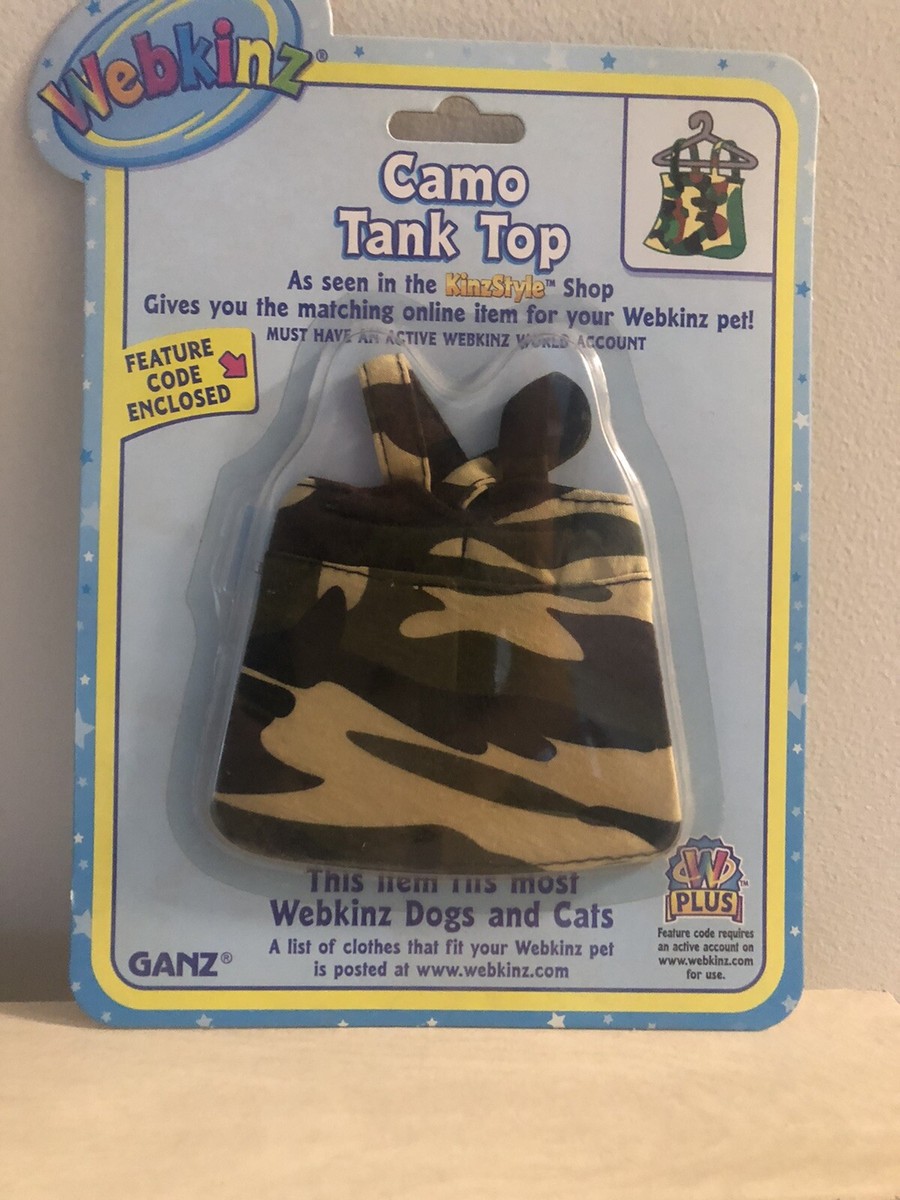 Webkinz®
Camo
Tank Top
As seen in the KinzStyle™ Shop
Gives you the matching online item for your Webkinz pet!
MUST HAVE AN ACTIVE WEBKINZ WORLD ACCOUNT
FEATURE
CODE
ENCLOSED
This item fits most
Webkinz Dogs and Cats
A list of clothes that fit your Webkinz pet
is posted at www.webkinz.com
GANZ®
W™
PLUS
Feature code requires
an active account on
www.webkinz.com
for use.